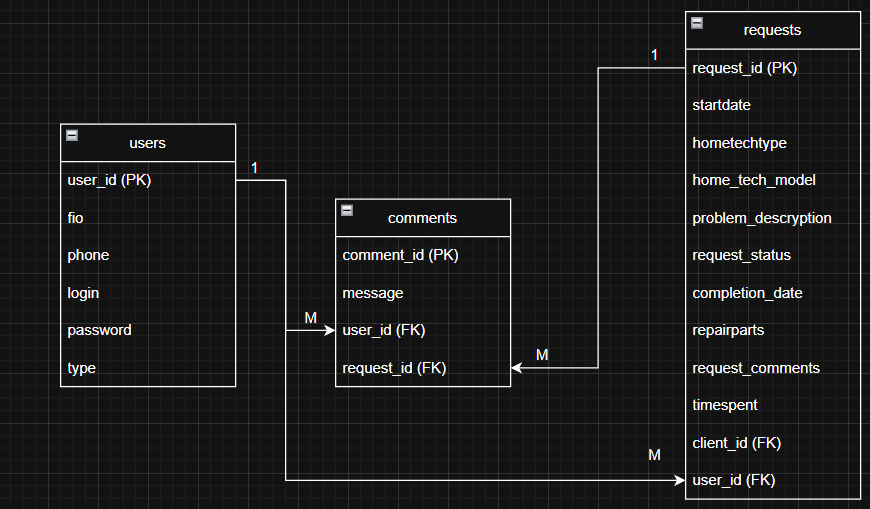 users
user_id (PK)
fio
phone
login
password
type
1
M
comments
comment_id (PK)
message
user_id (FK)
request_id (FK)
M
1
M
requests
request_id (PK)
startdate
hometechtype
home_tech_model
problem_descryption
request_status
completion_date
repairparts
request_comments
timespent
client_id (FK)
user_id (FK)